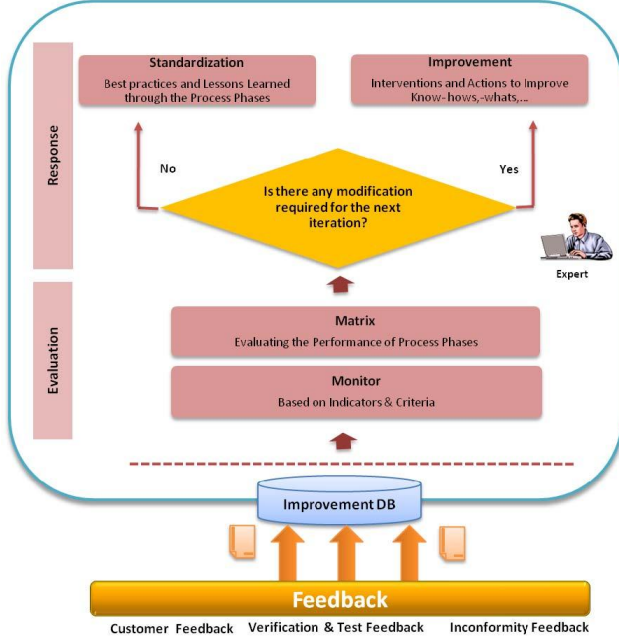 Standardization
Best practices and Lessons Learned
through the Process Phases
Improvement
Interventions and Actions to Improve
Know-hows,-whats,...
Response
No
Yes
Is there any modification
required for the next
iteration?
Expert
Evaluation
Matrix
Evaluating the Performance of Process Phases
Monitor
Based on Indicators & Criteria
Improvement DB
Feedback
Customer Feedback
Verification & Test Feedback
Inconformity Feedback